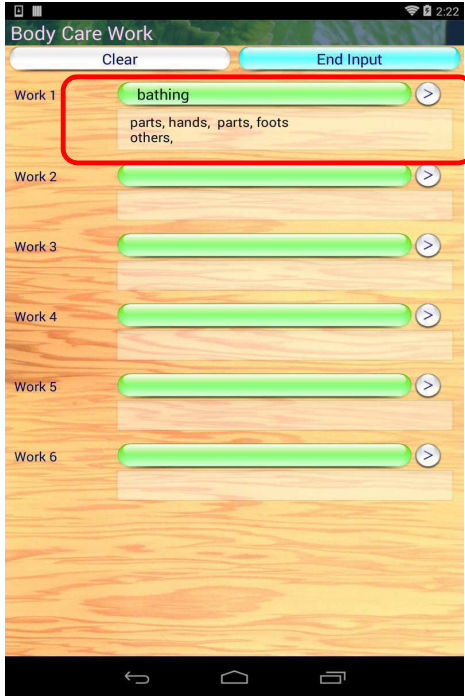 2:22
Body Care Work
Clear End Input
Work 1 bathing >
parts, hands, parts, foots
others,
Work 2 >
Work 3 >
Work 4 >
Work 5 >
Work 6 >